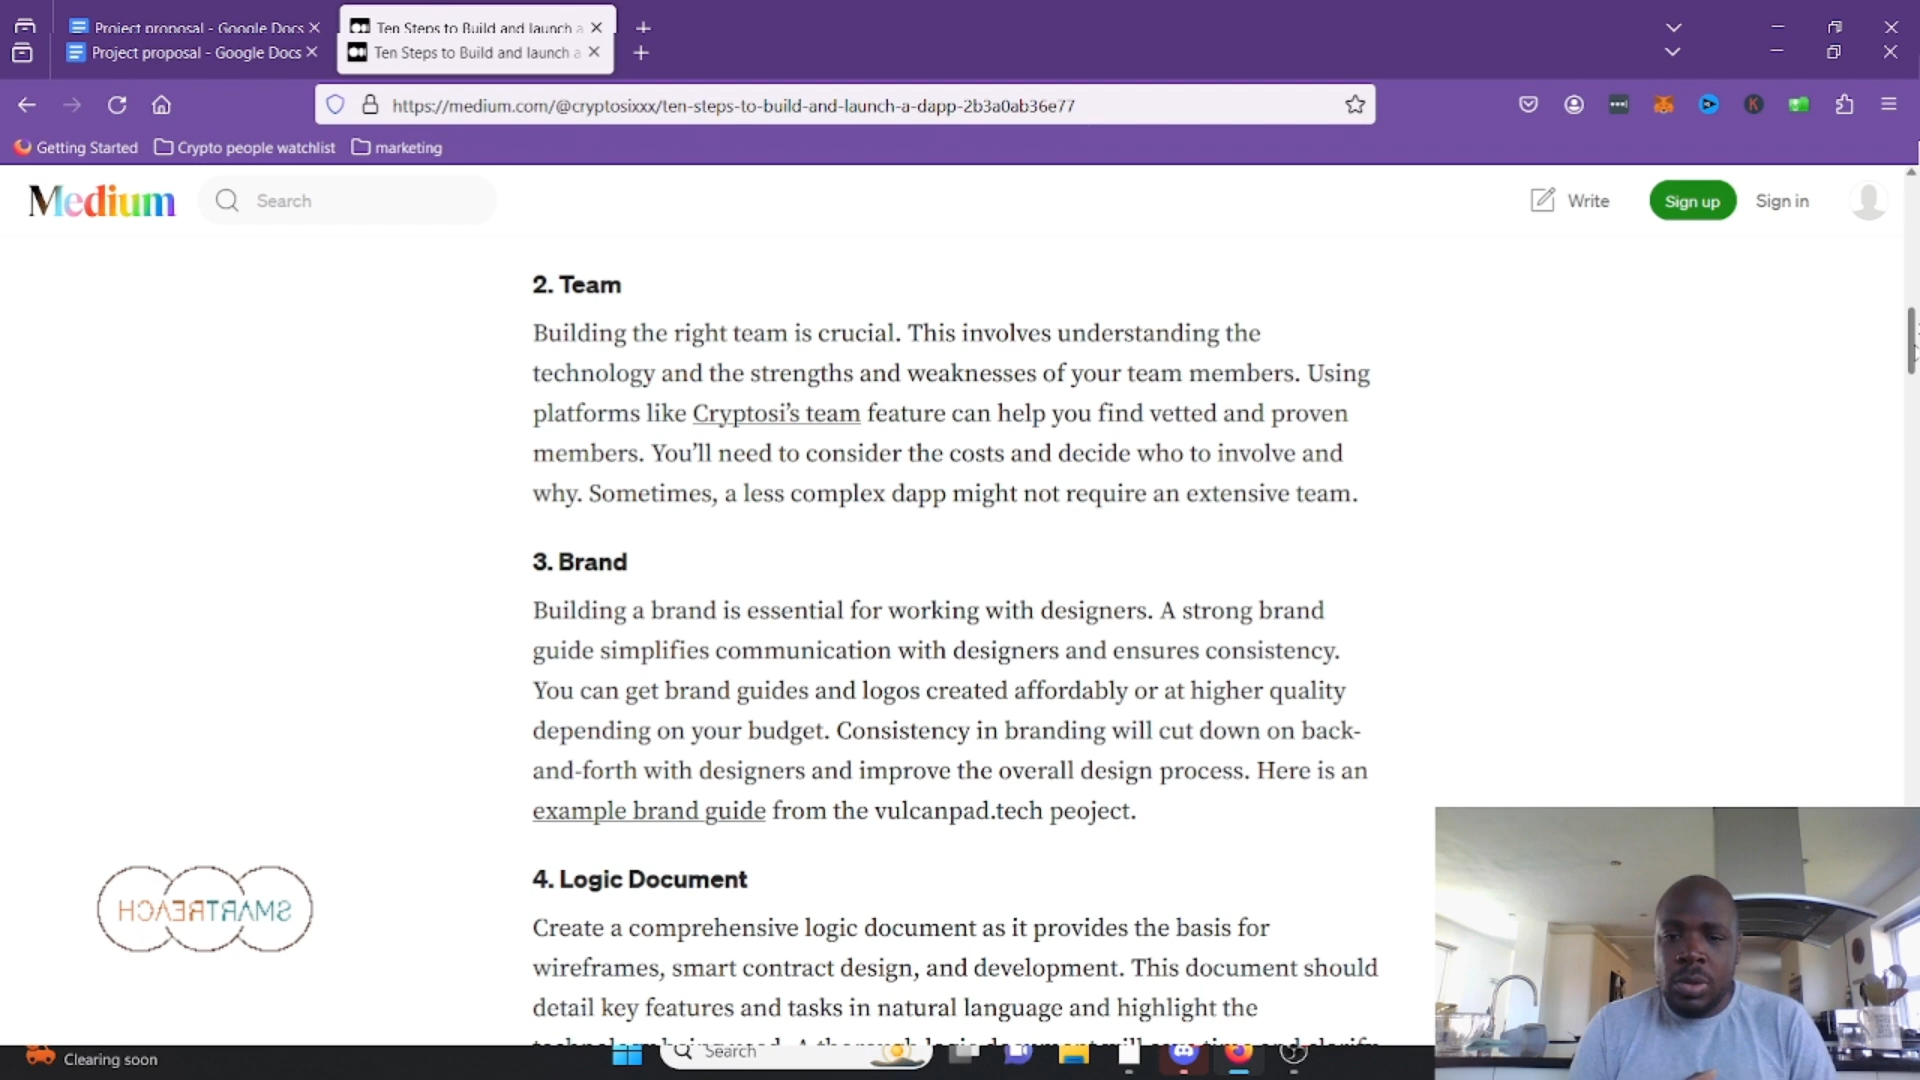 Project proposal - Google Docs
Ten Steps to Build and launch a
Project proposal - Google Docs
Ten Steps to Build and launch a
https://medium.com/@cryptosixxx/ten-steps-to-build-and-launch-a-dapp-2b3a0ab36e77
Getting Started
Crypto people watchlist
marketing
Medium
Search
Write
Sign up
Sign in
2. Team
Building the right team is crucial. This involves understanding the
technology and the strengths and weaknesses of your team members. Using
platforms like Cryptosi’s team feature can help you find vetted and proven
members. You’ll need to consider the costs and decide who to involve and
why. Sometimes, a less complex dapp might not require an extensive team.
3. Brand
Building a brand is essential for working with designers. A strong brand
guide simplifies communication with designers and ensures consistency.
You can get brand guides and logos created affordably or at higher quality
depending on your budget. Consistency in branding will cut down on back-
and-forth with designers and improve the overall design process. Here is an
example brand guide from the vulcanpad.tech peoject.
SMARTREACH
4. Logic Document
Create a comprehensive logic document as it provides the basis for
wireframes, smart contract design, and development. This document should
detail key features and tasks in natural language and highlight the
Clearing soon
Search